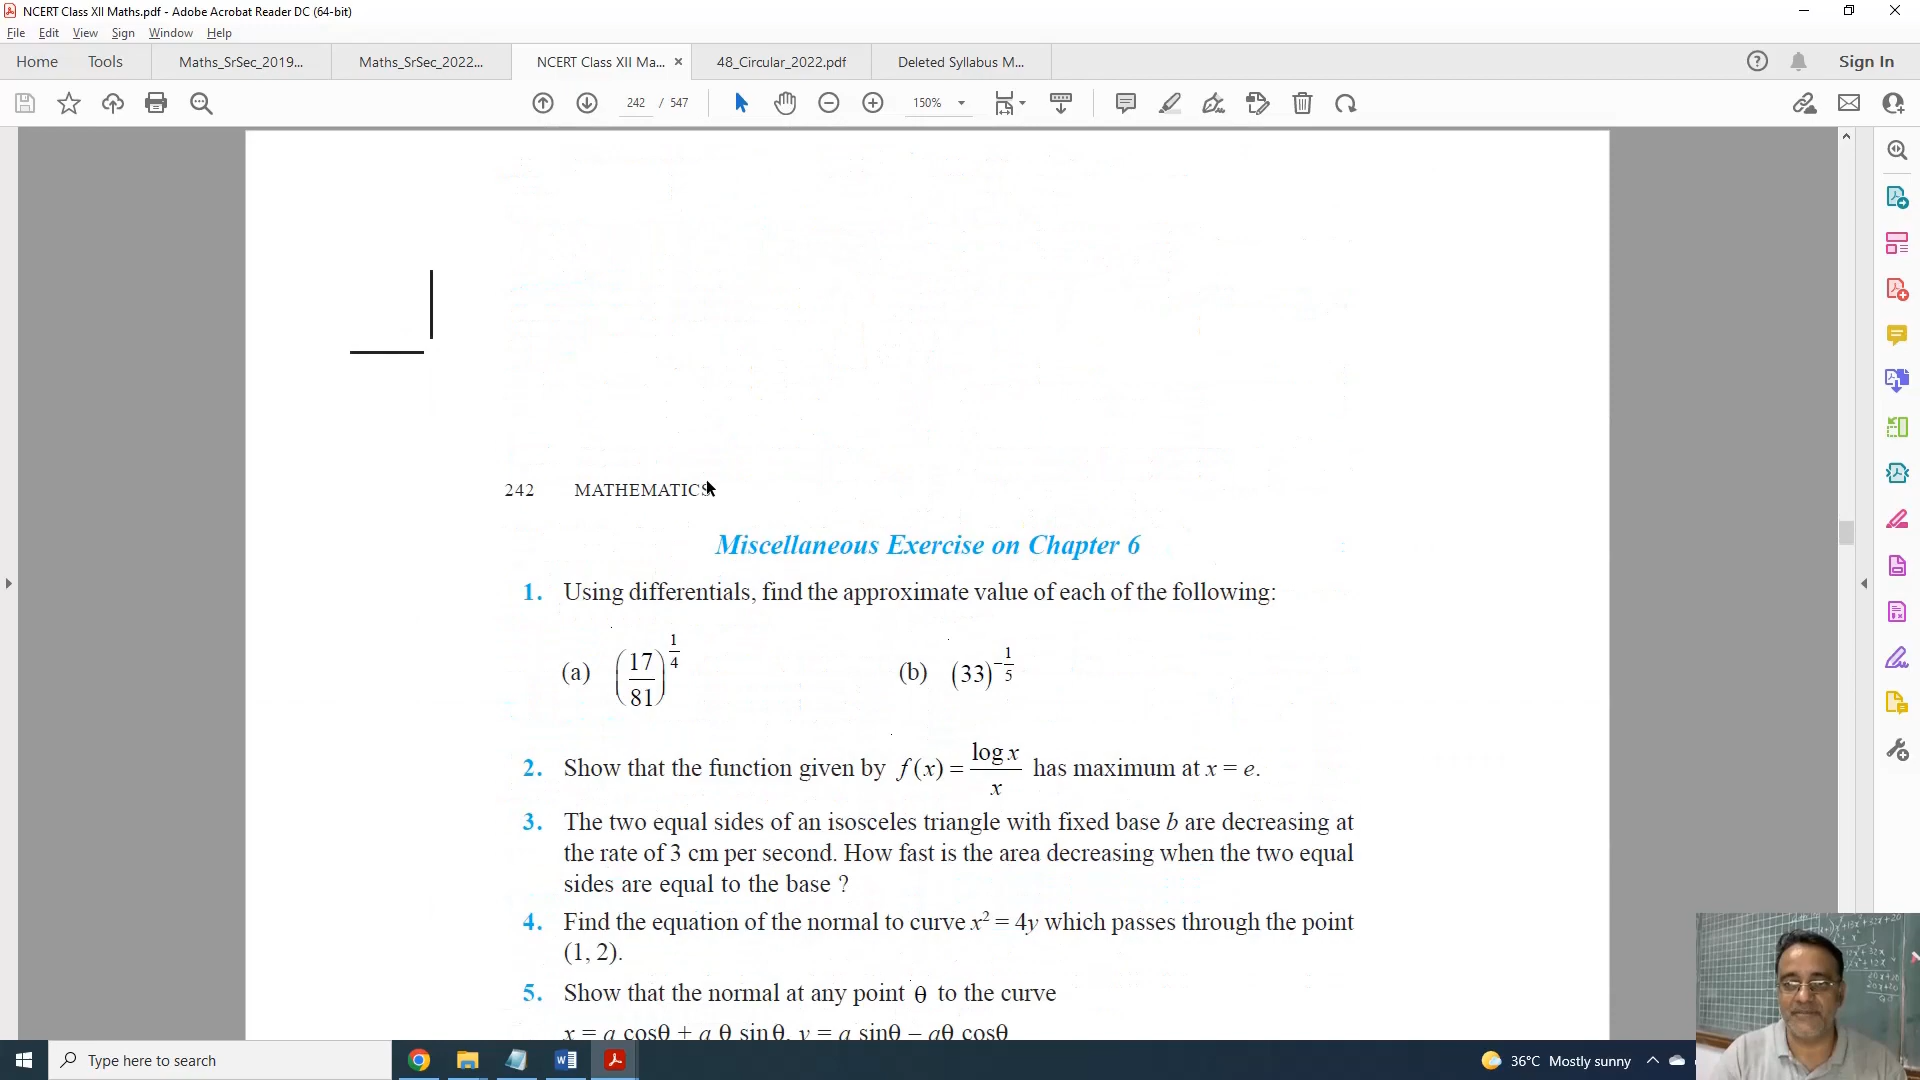 NCERT Class XII Maths.pdf - Adobe Acrobat Reader DC (64-bit)
File Edit View Sign Window Help
Home Tools Maths_SrSec_2019... Maths_SrSec_2022... NCERT Class XII Ma... × 48_Circular_2022.pdf Deleted Syllabus M... Sign In
242 / 547 150%
242 MATHEMATICS
Miscellaneous Exercise on Chapter 6
1. Using differentials, find the approximate value of each of the following:
(a) (17/81)^(1/4) (b) (33)^(-1/5)
2. Show that the function given by f(x) = log x / x has maximum at x = e.
3. The two equal sides of an isosceles triangle with fixed base b are decreasing at
the rate of 3 cm per second. How fast is the area decreasing when the two equal
sides are equal to the base ?
4. Find the equation of the normal to curve x² = 4y which passes through the point
(1, 2).
5. Show that the normal at any point θ to the curve
x = a cosθ + a θ sinθ, y = a sinθ – aθ cosθ
Type here to search
36°C Mostly sunny